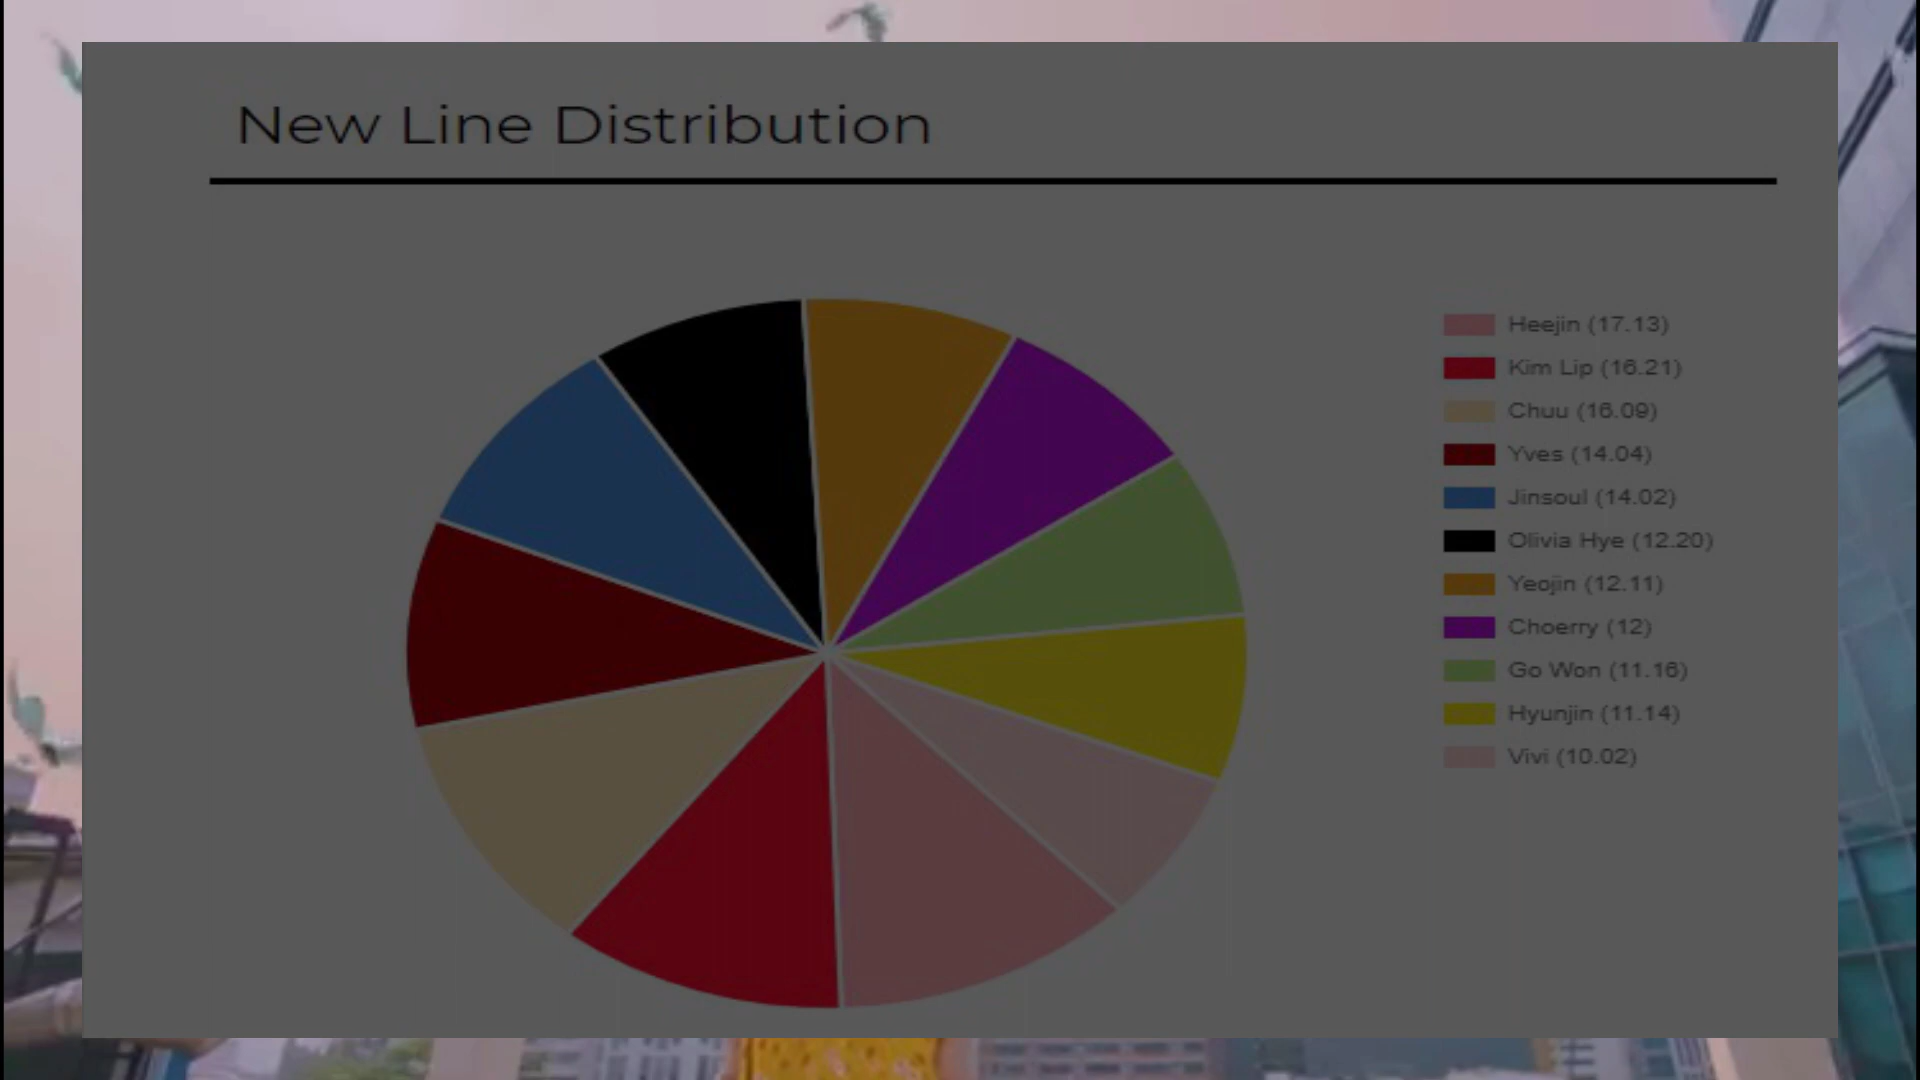 New Line Distribution
Heejin (17.13)
Kim Lip (16.21)
Chuu (16.09)
Yves (14.04)
Jinsoul (14.02)
Olivia Hye (12.20)
Yeojin (12.11)
Choerry (12)
Go Won (11.16)
Hyunjin (11.14)
Vivi (10.02)